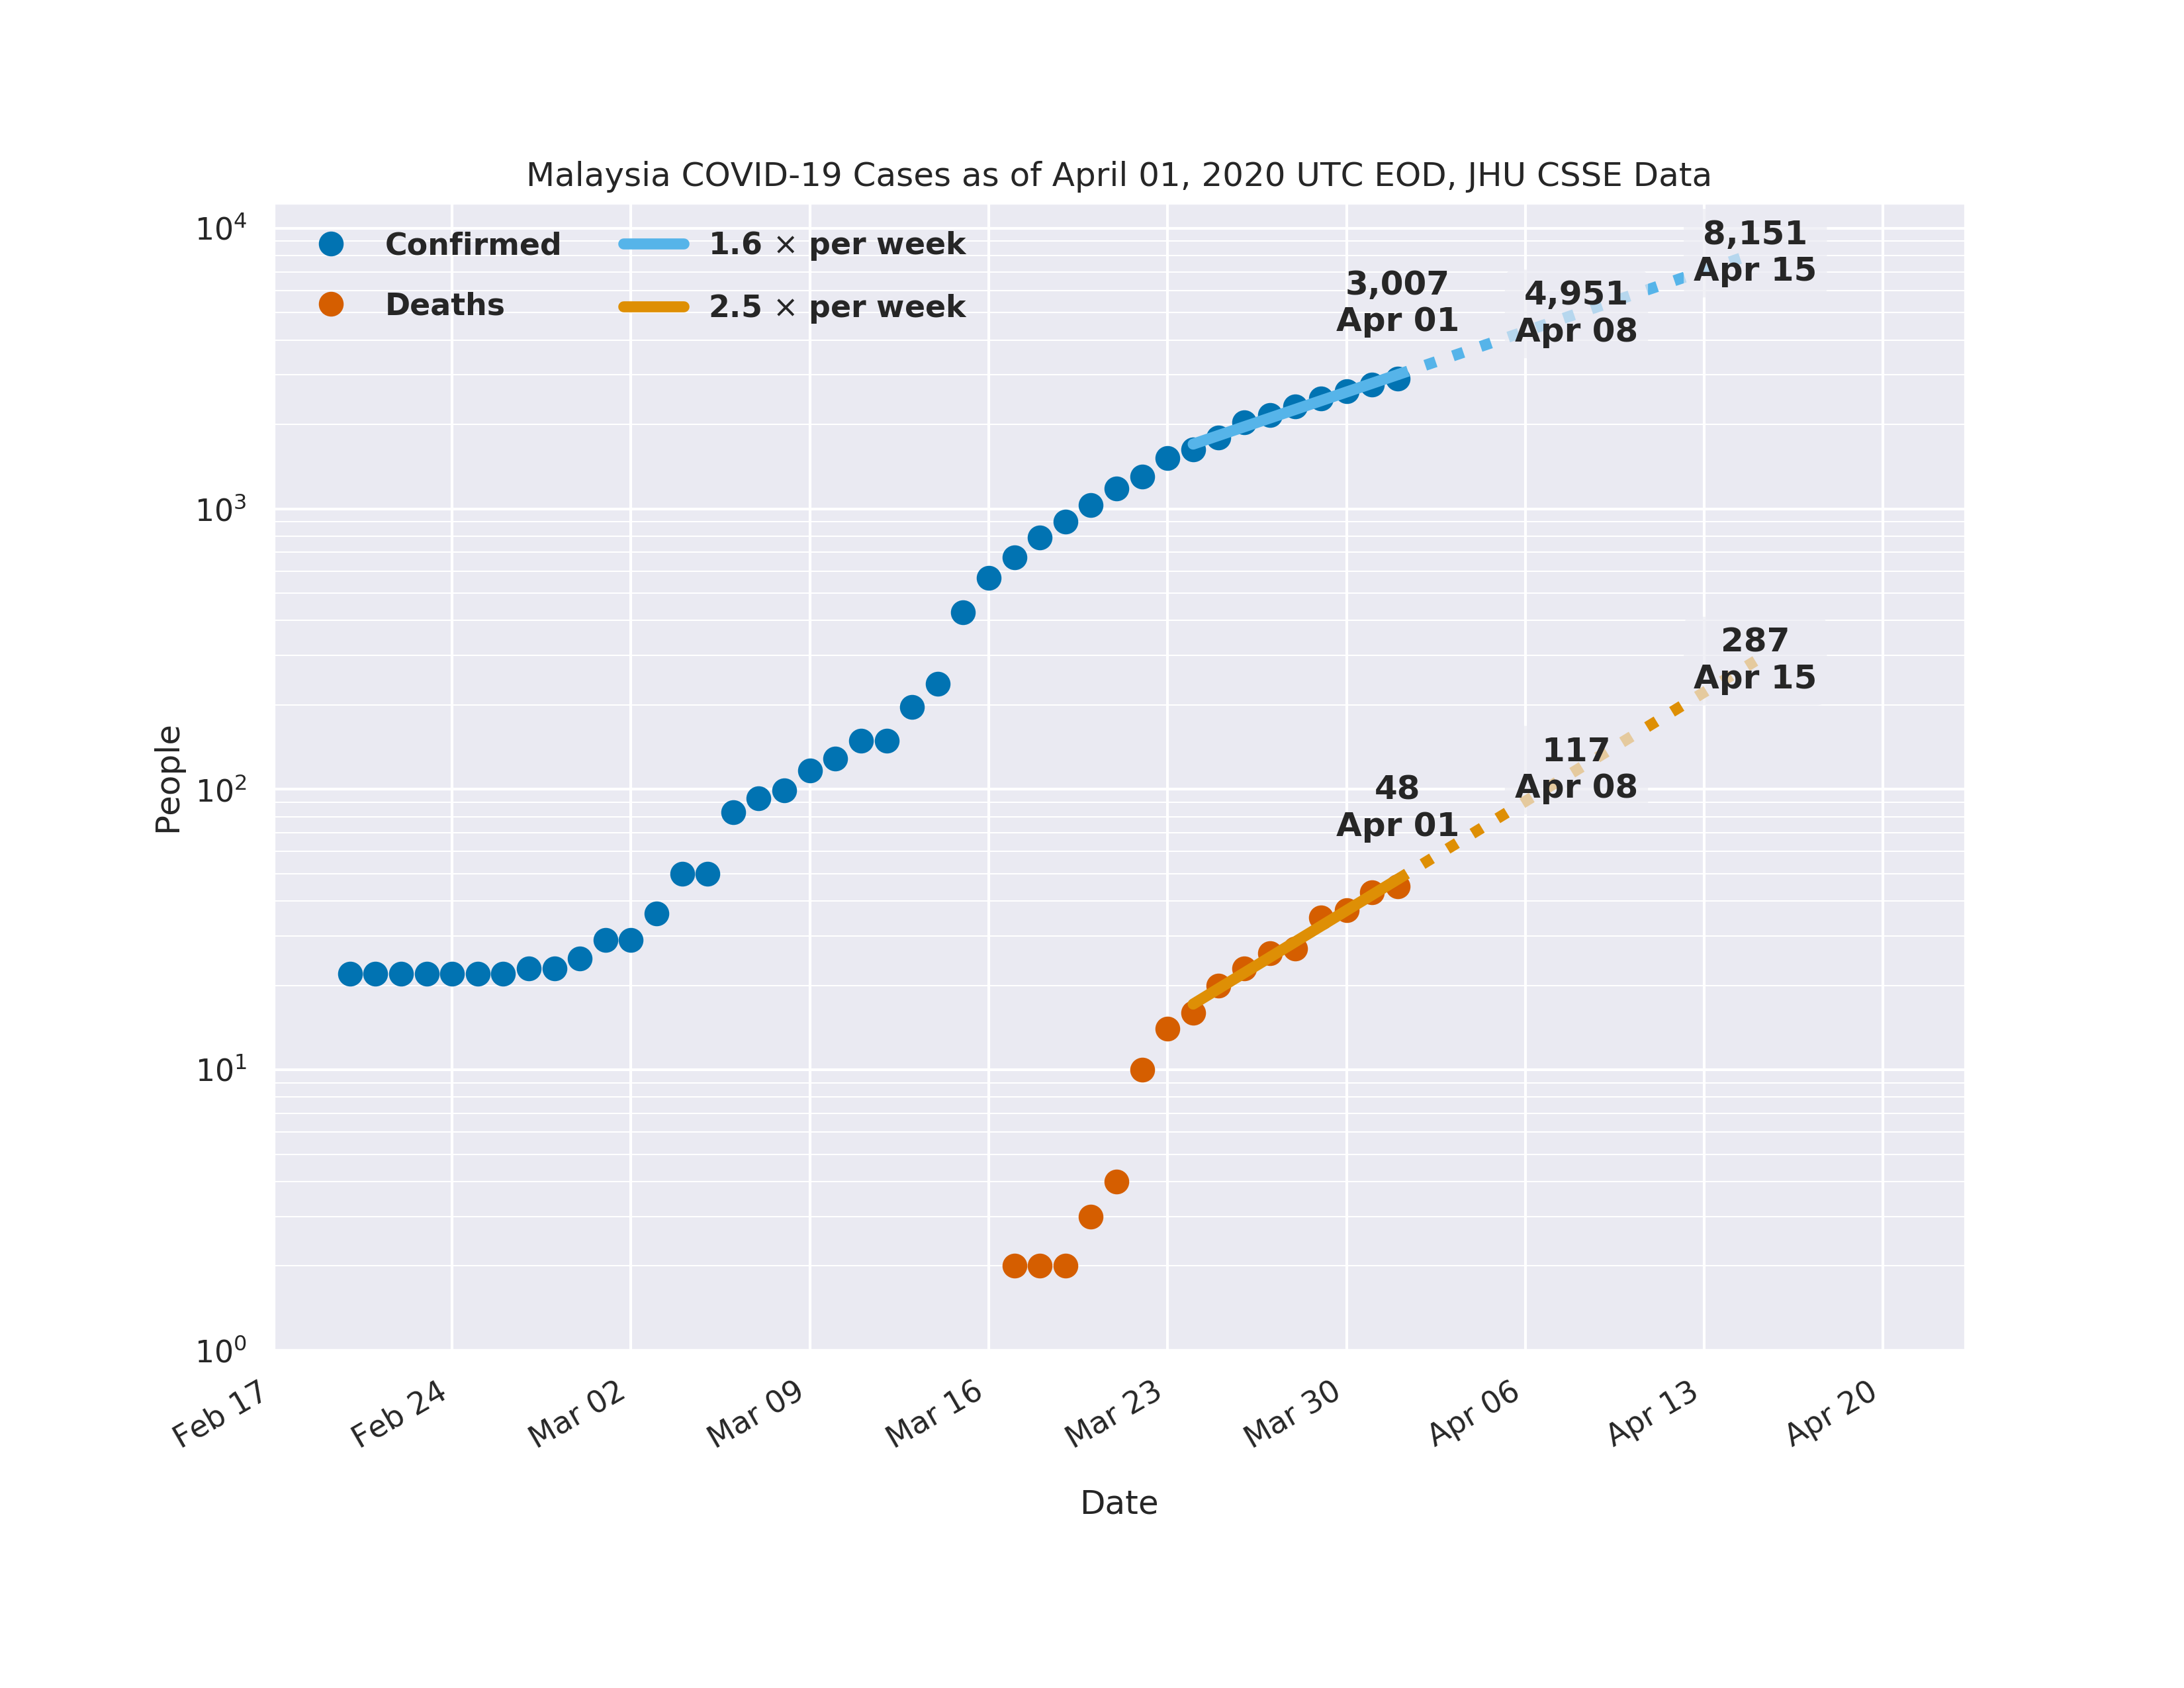 Malaysia COVID-19 Cases as of April 01, 2020 UTC EOD, JHU CSSE Data
Confirmed
Deaths
1.6 × per week
2.5 × per week
3,007
Apr 01
4,951
Apr 08
8,151
Apr 15
48
Apr 01
117
Apr 08
287
Apr 15
People
10⁴
10³
10²
10¹
10⁰
Feb 17
Feb 24
Mar 02
Mar 09
Mar 16
Mar 23
Mar 30
Apr 06
Apr 13
Apr 20
Date